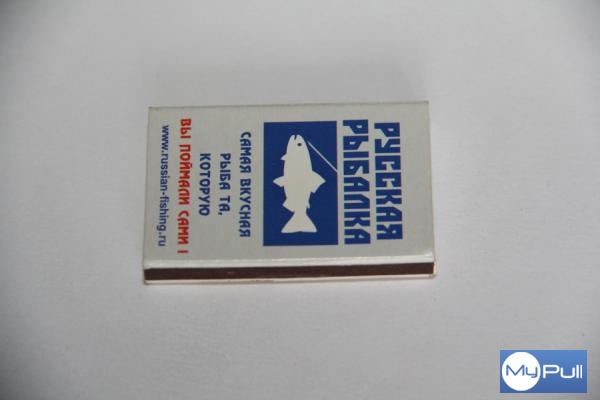 РУССКАЯ
РЫБАЛКА
САМАЯ ВКУСНАЯ
РЫБА ТА,
КОТОРУЮ
ВЫ ПОЙМАЛИ САМИ !
www.russian-fishing.ru
MyPull